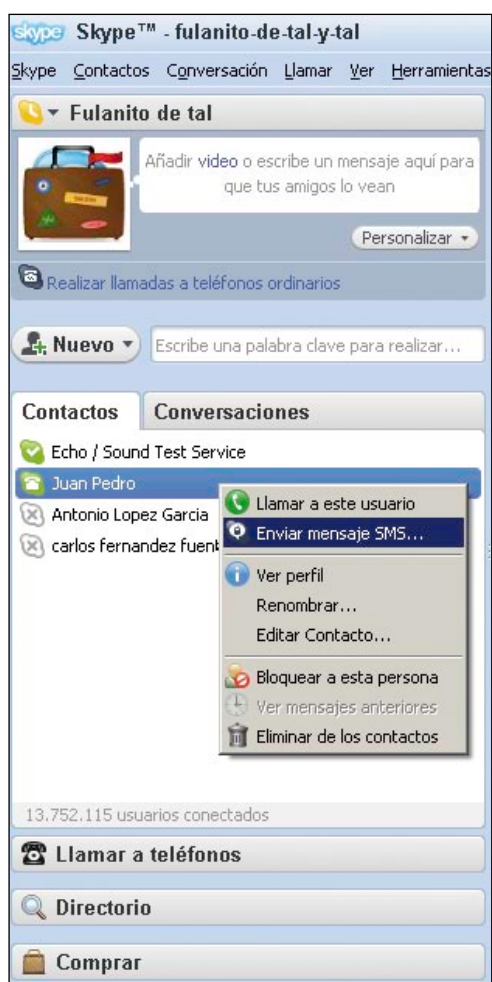 skype Skype™ - fulanito-de-tal-y-tal
Skype Contactos Conversación Llamar Ver Herramientas
Fulanito de tal
Añadir video o escribe un mensaje aquí para
que tus amigos lo vean
Personalizar
Realizar llamadas a teléfonos ordinarios
Nuevo
Escribe una palabra clave para realizar...
Contactos Conversaciones
Echo / Sound Test Service
Juan Pedro
Antonio Lopez Garcia
carlos fernandez fuent
Llamar a este usuario
Enviar mensaje SMS...
Ver perfil
Renombrar...
Editar Contacto...
Bloquear a esta persona
Ver mensajes anteriores
Eliminar de los contactos
13.752.115 usuarios conectados
Llamar a teléfonos
Directorio
Comprar